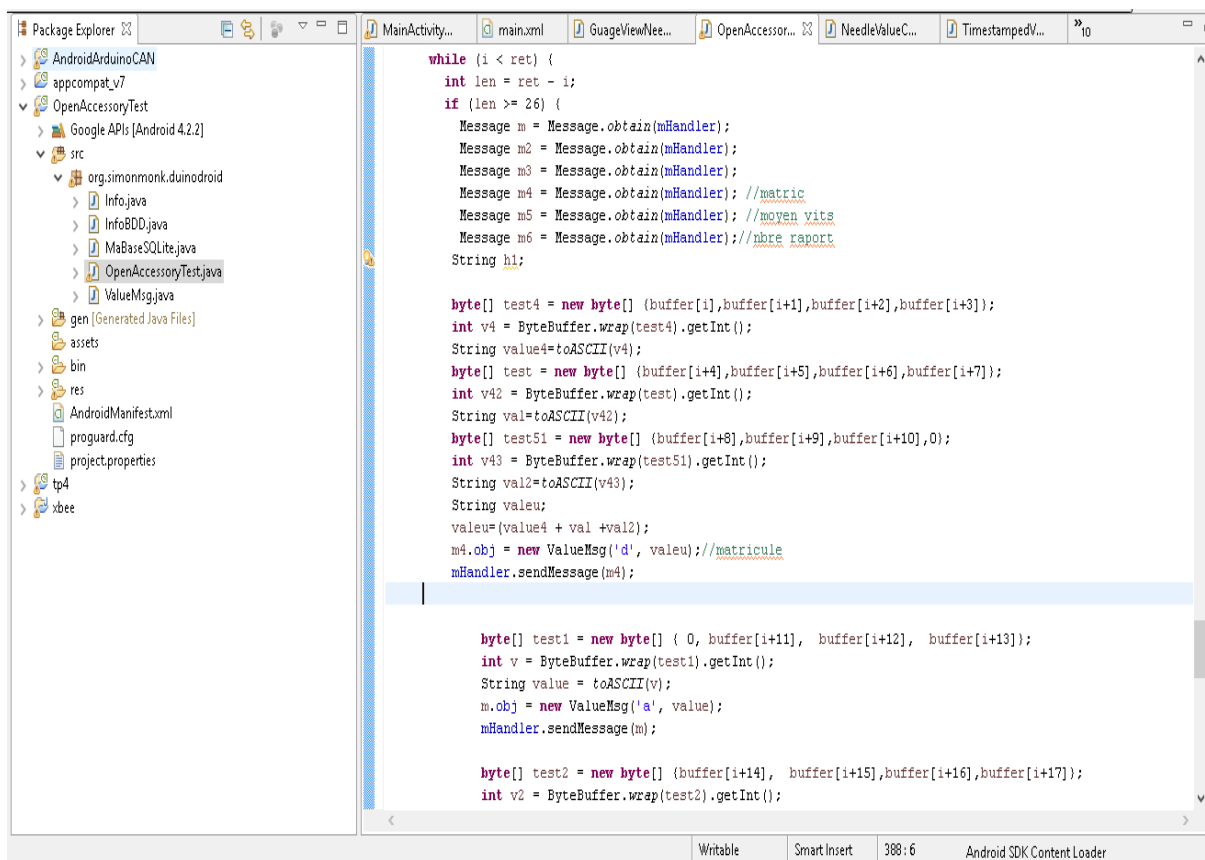 Package Explorer
AndroidArduinoCAN
appcompat_v7
OpenAccessoryTest
Google APIs [Android 4.2.2]
src
org.simonmonk.duinodroid
Info.java
InfoBDD.java
MaBaseSQLite.java
OpenAccessoryTest.java
ValueMsg.java
gen [Generated Java Files]
assets
bin
res
AndroidManifest.xml
proguard.cfg
project.properties
tp4
xbee
MainActivity... main.xml GuageViewNee... OpenAccessor... NeedleValueC... TimestampedV... »10
while (i < ret) {
int len = ret - i;
if (len >= 26) {
Message m = Message.obtain(mHandler);
Message m2 = Message.obtain(mHandler);
Message m3 = Message.obtain(mHandler);
Message m4 = Message.obtain(mHandler); //matric
Message m5 = Message.obtain(mHandler); //moyen vits
Message m6 = Message.obtain(mHandler);//nbre raport
String h1;
byte[] test4 = new byte[] {buffer[i],buffer[i+1],buffer[i+2],buffer[i+3]};
int v4 = ByteBuffer.wrap(test4).getInt();
String value4=toASCII(v4);
byte[] test = new byte[] {buffer[i+4],buffer[i+5],buffer[i+6],buffer[i+7]};
int v42 = ByteBuffer.wrap(test).getInt();
String val=toASCII(v42);
byte[] test51 = new byte[] {buffer[i+8],buffer[i+9],buffer[i+10],0};
int v43 = ByteBuffer.wrap(test51).getInt();
String val2=toASCII(v43);
String valeu;
valeu=(value4 + val +val2);
m4.obj = new ValueMsg('d', valeu);//matricule
mHandler.sendMessage(m4);
byte[] test1 = new byte[] { 0, buffer[i+11], buffer[i+12], buffer[i+13]};
int v = ByteBuffer.wrap(test1).getInt();
String value = toASCII(v);
m.obj = new ValueMsg('a', value);
mHandler.sendMessage(m);
byte[] test2 = new byte[] {buffer[i+14], buffer[i+15],buffer[i+16],buffer[i+17]};
int v2 = ByteBuffer.wrap(test2).getInt();
Writable Smart Insert 388 : 6 Android SDK Content Loader